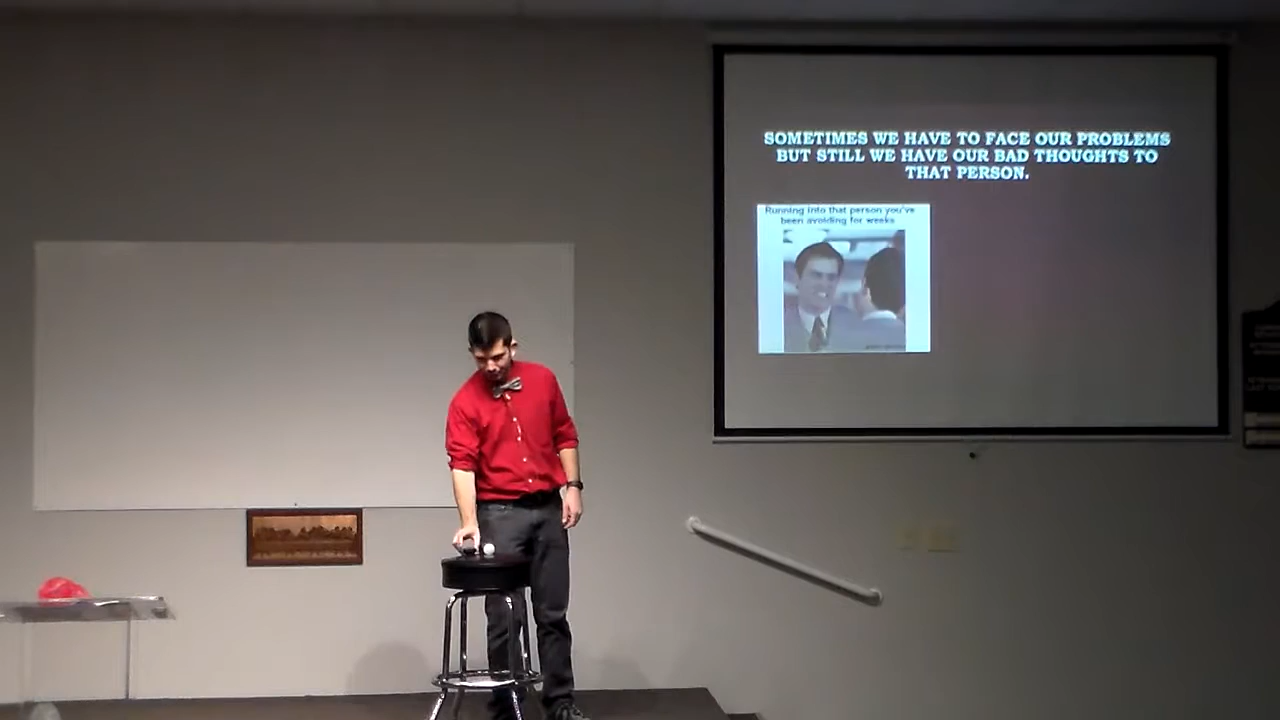 SOMETIMES WE HAVE TO FACE OUR PROBLEMS
BUT STILL WE HAVE OUR BAD THOUGHTS TO
THAT PERSON.
Running into that person you've
been avoiding for weeks